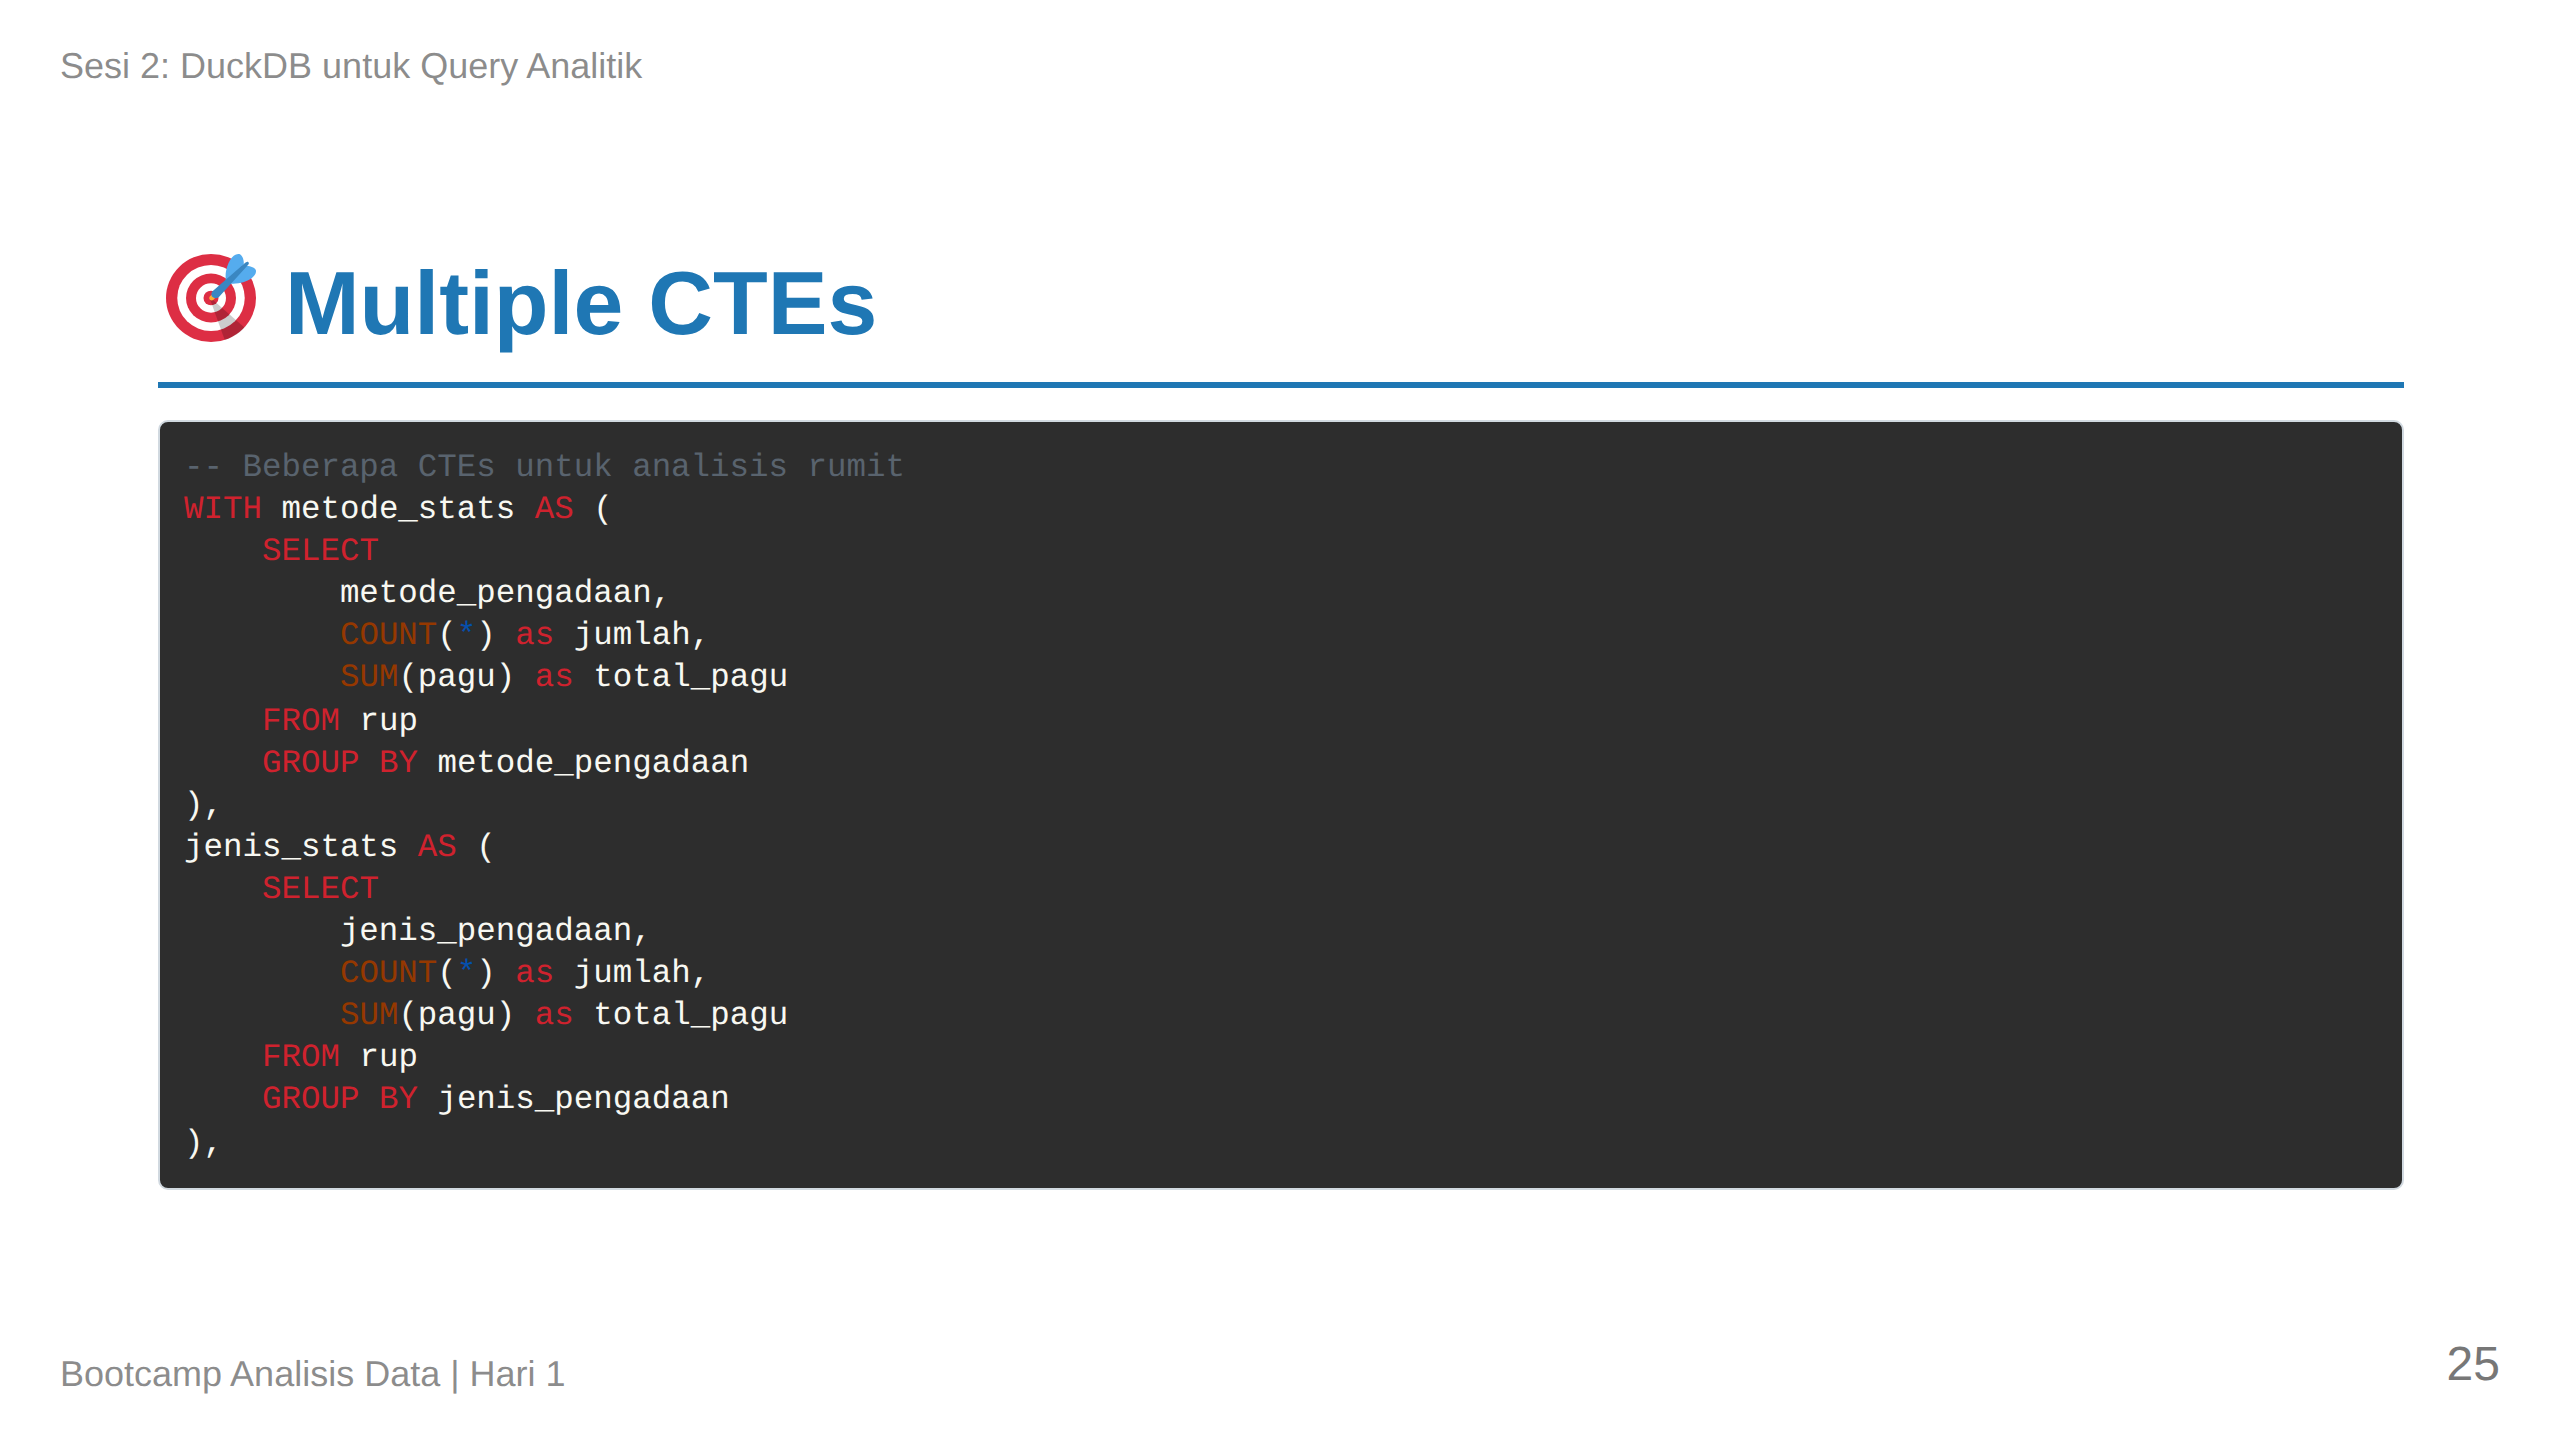 Sesi 2: DuckDB untuk Query Analitik
🎯 Multiple CTEs
-- Beberapa CTEs untuk analisis rumit
WITH metode_stats AS (
    SELECT
        metode_pengadaan,
        COUNT(*) as jumlah,
        SUM(pagu) as total_pagu
    FROM rup
    GROUP BY metode_pengadaan
),
jenis_stats AS (
    SELECT
        jenis_pengadaan,
        COUNT(*) as jumlah,
        SUM(pagu) as total_pagu
    FROM rup
    GROUP BY jenis_pengadaan
),
Bootcamp Analisis Data | Hari 1
25